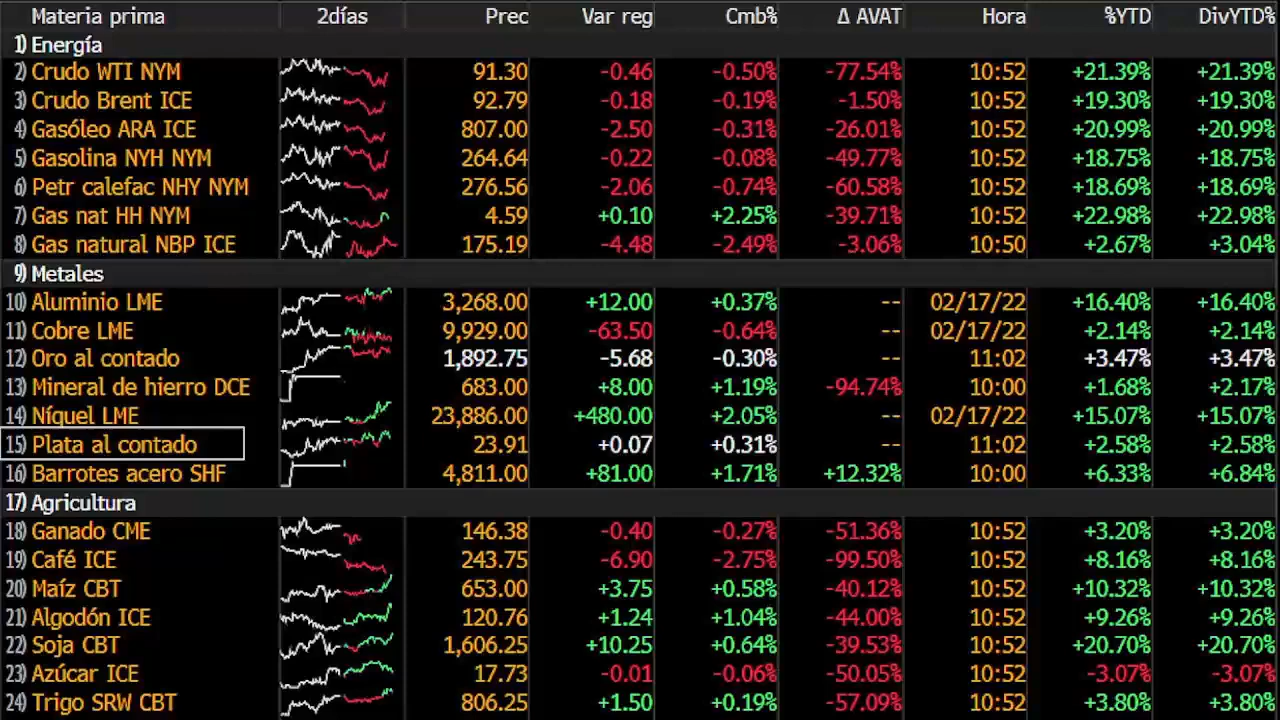 Materia prima 2días Prec Var reg Cmb% Δ AVAT Hora %YTD DivYTD%
1) Energía
2) Crudo WTI NYM 91.30 -0.46 -0.50% -77.54% 10:52 +21.39% +21.39%
3) Crudo Brent ICE 92.79 -0.18 -0.19% -1.50% 10:52 +19.30% +19.30%
4) Gasóleo ARA ICE 807.00 -2.50 -0.31% -26.01% 10:52 +20.99% +20.99%
5) Gasolina NYH NYM 264.64 -0.22 -0.08% -49.77% 10:52 +18.75% +18.75%
6) Petr calefac NHY NYM 276.56 -2.06 -0.74% -60.58% 10:52 +18.69% +18.69%
7) Gas nat HH NYM 4.59 +0.10 +2.25% -39.71% 10:52 +22.98% +22.98%
8) Gas natural NBP ICE 175.19 -4.48 -2.49% -3.06% 10:50 +2.67% +3.04%
9) Metales
10) Aluminio LME 3,268.00 +12.00 +0.37% -- 02/17/22 +16.40% +16.40%
11) Cobre LME 9,929.00 -63.50 -0.64% -- 02/17/22 +2.14% +2.14%
12) Oro al contado 1,892.75 -5.68 -0.30% -- 11:02 +3.47% +3.47%
13) Mineral de hierro DCE 683.00 +8.00 +1.19% -94.74% 10:00 +1.68% +2.17%
14) Níquel LME 23,886.00 +480.00 +2.05% -- 02/17/22 +15.07% +15.07%
15) Plata al contado 23.91 +0.07 +0.31% -- 11:02 +2.58% +2.58%
16) Barrotes acero SHF 4,811.00 +81.00 +1.71% +12.32% 10:00 +6.33% +6.84%
17) Agricultura
18) Ganado CME 146.38 -0.40 -0.27% -51.36% 10:52 +3.20% +3.20%
19) Café ICE 243.75 -6.90 -2.75% -99.50% 10:52 +8.16% +8.16%
20) Maíz CBT 653.00 +3.75 +0.58% -40.12% 10:52 +10.32% +10.32%
21) Algodón ICE 120.76 +1.24 +1.04% -44.00% 10:52 +9.26% +9.26%
22) Soja CBT 1,606.25 +10.25 +0.64% -39.53% 10:52 +20.70% +20.70%
23) Azúcar ICE 17.73 -0.01 -0.06% -50.05% 10:52 -3.07% -3.07%
24) Trigo SRW CBT 806.25 +1.50 +0.19% -57.09% 10:52 +3.80% +3.80%